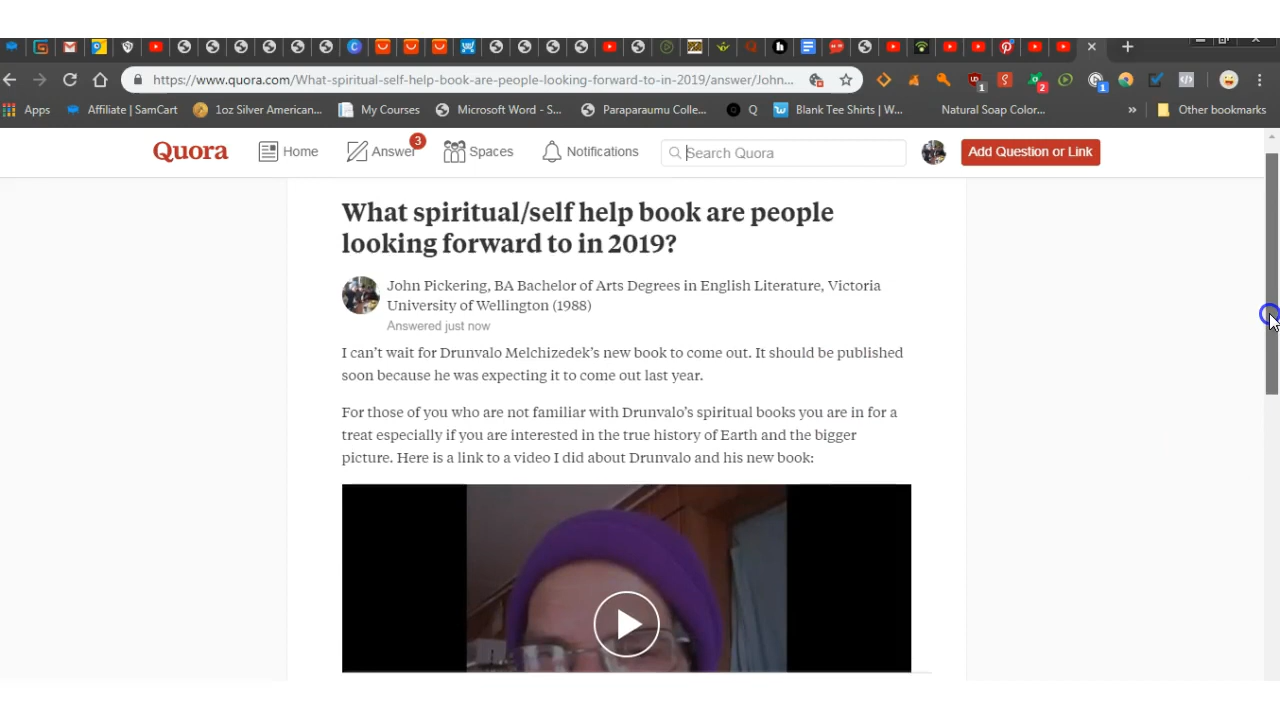 https://www.quora.com/What-spiritual-self-help-book-are-people-looking-forward-to-in-2019/answer/John...
1
2
1
Apps
Affiliate | SamCart
1oz Silver American...
My Courses
Microsoft Word - S...
Paraparaumu Colle...
Q
Blank Tee Shirts | W...
Natural Soap Color...
»
Other bookmarks
Quora
Home
Answer
3
Spaces
Notifications
Search Quora
Add Question or Link
What spiritual/self help book are people
looking forward to in 2019?
John Pickering, BA Bachelor of Arts Degrees in English Literature, Victoria
University of Wellington (1988)
Answered just now
I can't wait for Drunvalo Melchizedek's new book to come out. It should be published
soon because he was expecting it to come out last year.
For those of you who are not familiar with Drunvalo's spiritual books you are in for a
treat especially if you are interested in the true history of Earth and the bigger
picture. Here is a link to a video I did about Drunvalo and his new book: